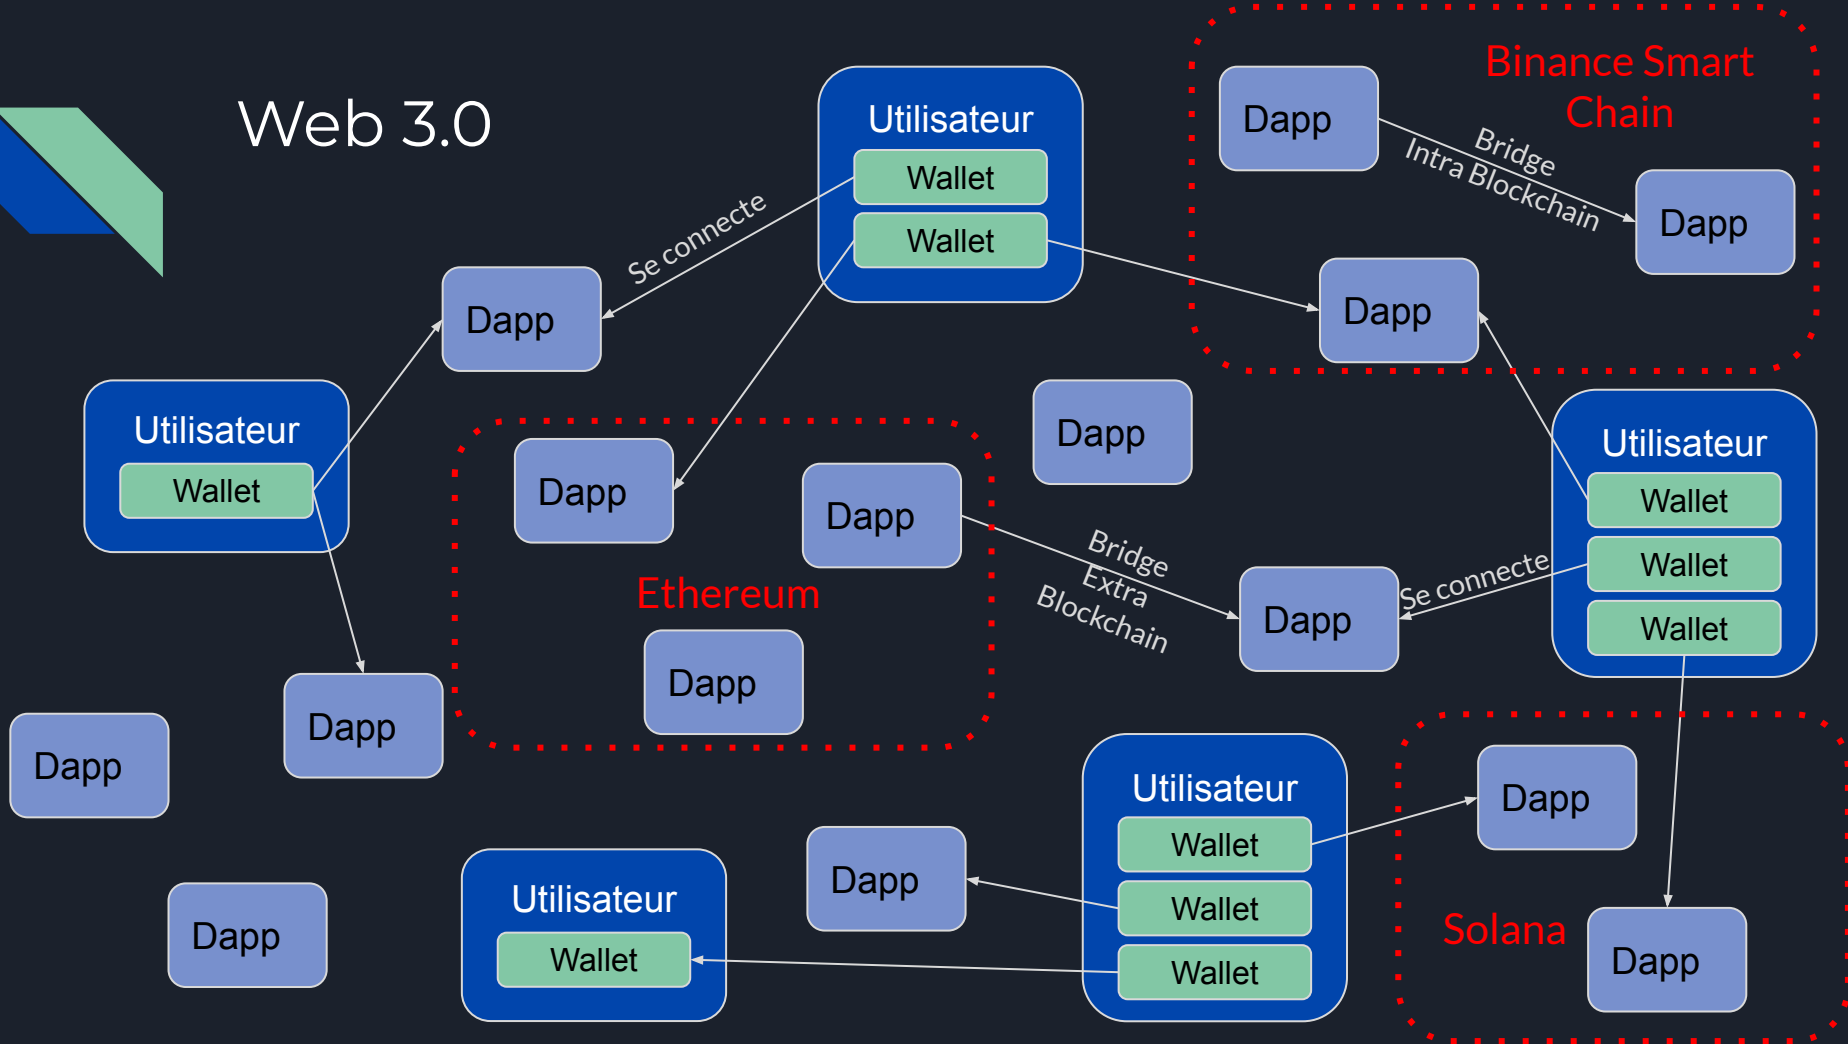 Web 3.0
Utilisateur
Wallet
Wallet
Binance Smart
Chain
Dapp
Bridge
Intra Blockchain
Dapp
Dapp
Se connecte
Dapp
Utilisateur
Wallet
Dapp
Dapp
Ethereum
Dapp
Dapp
Bridge
Extra
Blockchain
Dapp
Se connecte
Utilisateur
Wallet
Wallet
Wallet
Dapp
Dapp
Dapp
Utilisateur
Wallet
Dapp
Utilisateur
Wallet
Wallet
Wallet
Dapp
Solana
Dapp